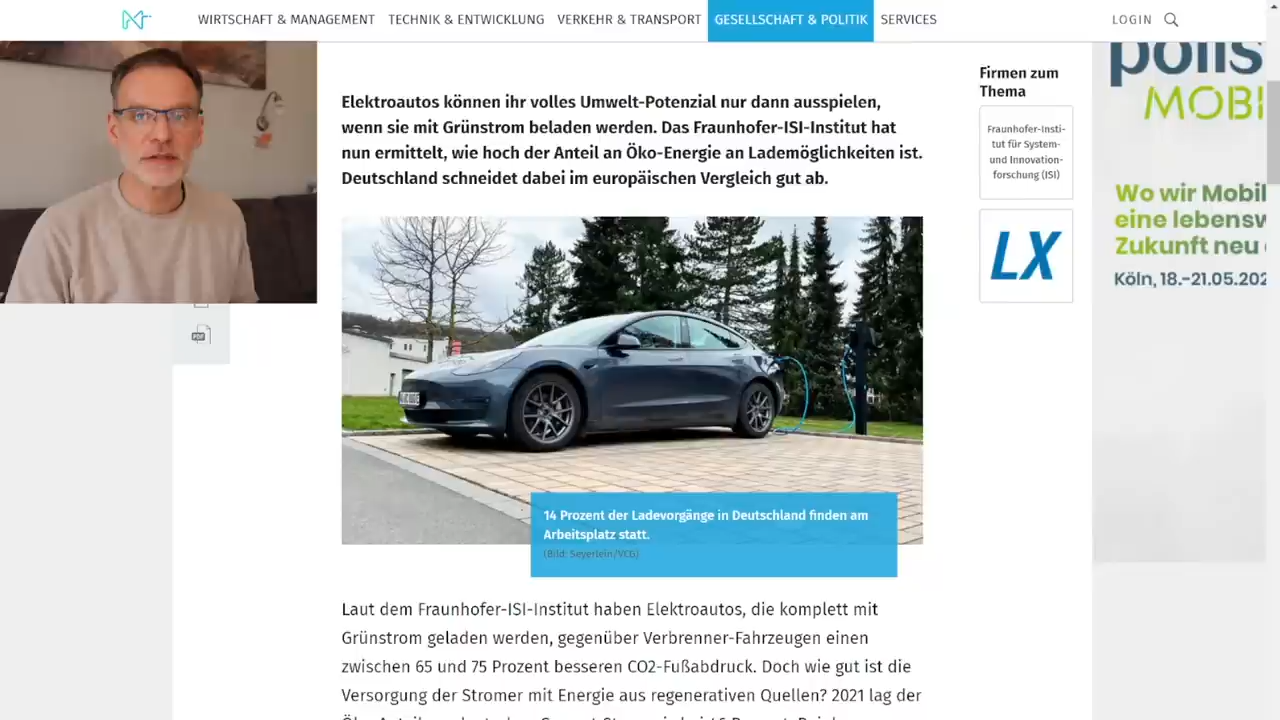 WIRTSCHAFT & MANAGEMENT TECHNIK & ENTWICKLUNG VERKEHR & TRANSPORT GESELLSCHAFT & POLITIK SERVICES LOGIN
Elektroautos können ihr volles Umwelt-Potenzial nur dann ausspielen,
wenn sie mit Grünstrom beladen werden. Das Fraunhofer-ISI-Institut hat
nun ermittelt, wie hoch der Anteil an Öko-Energie an Lademöglichkeiten ist.
Deutschland schneidet dabei im europäischen Vergleich gut ab.
14 Prozent der Ladevorgänge in Deutschland finden am
Arbeitsplatz statt.
(Bild: Seyerlein/VCG)
Laut dem Fraunhofer-ISI-Institut haben Elektroautos, die komplett mit
Grünstrom geladen werden, gegenüber Verbrenner-Fahrzeugen einen
zwischen 65 und 75 Prozent besseren CO2-Fußabdruck. Doch wie gut ist die
Versorgung der Stromer mit Energie aus regenerativen Quellen? 2021 lag der
PDF
Firmen zum
Thema
Fraunhofer-Insti-
tut für System-
und Innovation-
forschung (ISI)
LX
polis
MOBI
Wo wir Mobil
eine lebensw
Zukunft neu
Köln, 18.-21.05.202